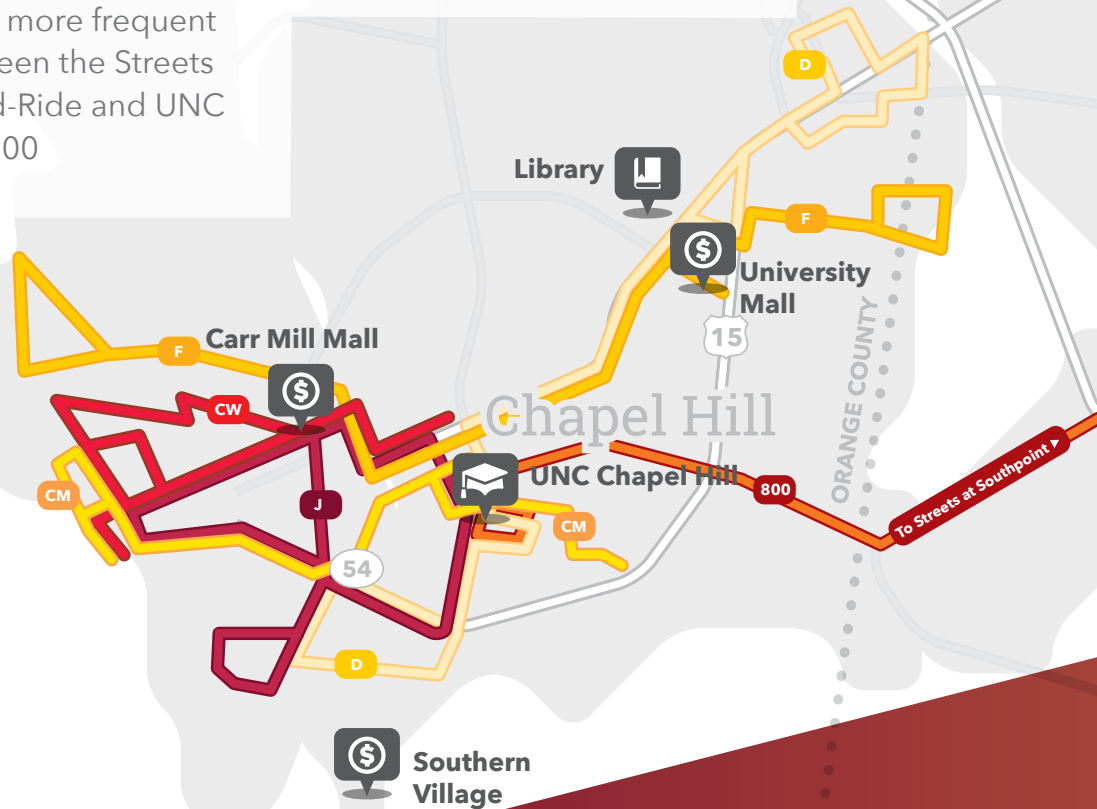 more frequent
een the Streets
d-Ride and UNC
00
D
Library
F
University
Mall
15
Carr Mill Mall
F
ORANGE COUNTY
CW
Chapel Hill
UNC Chapel Hill
CM
800
J
To Streets at Southpoint
CM
54
D
Southern
Village